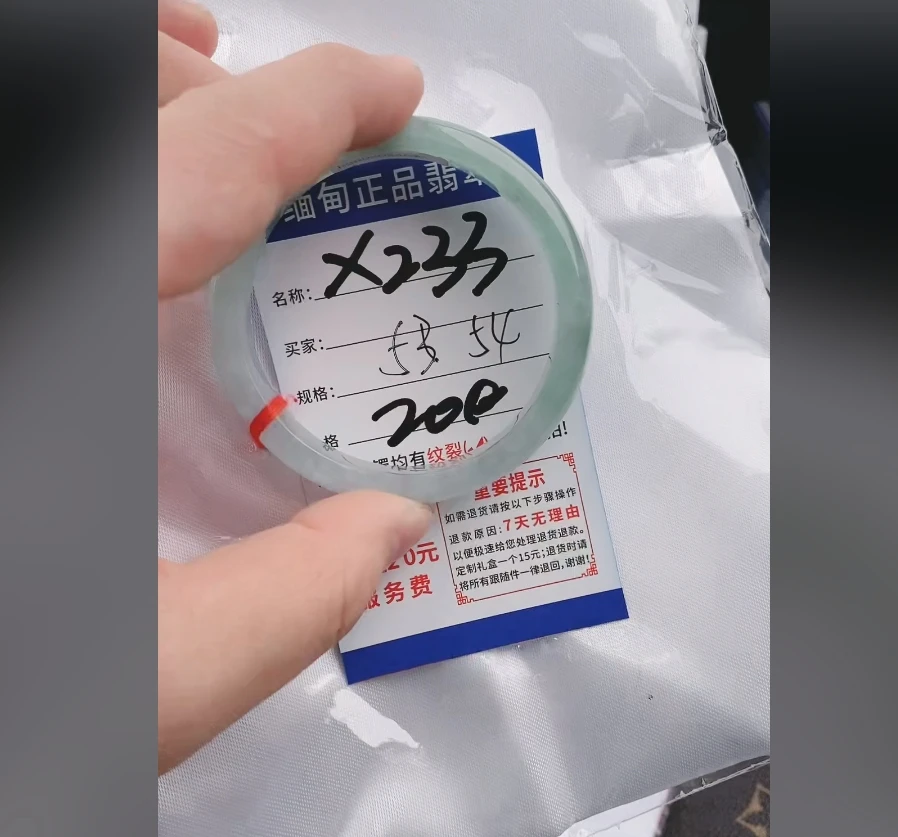 缅甸正品翡
名称: X233
买家: 53 54
规格:
格 200
镯均有纹裂
重要提示
如需退货请按以下步骤操作
退款原因:7天无理由
以便极速给您处理退货退款。
定制礼盒一个15元;退货时请
将所有跟随件一律退回,谢谢!
20元
服务费